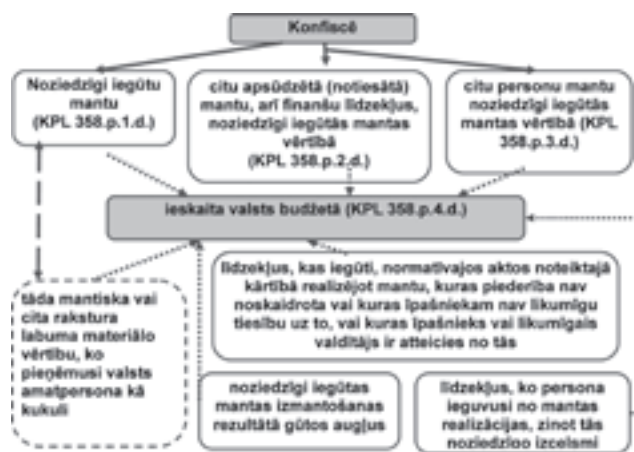 Konfiscē
Noziedzīgi iegūtu
mantu
(KPL 358.p.1.d.)
citu apsūdzētā (notiesātā)
mantu, arī finanšu līdzekļus,
noziedzīgi iegūtās mantas
vērtībā
(KPL 358.p.2.d.)
citu personu mantu
noziedzīgi iegūtās
mantas vērtībā (KPL
358.p.3.d.)
ieskaita valsts budžetā (KPL 358.p.4.d.)
līdzekļus, kas iegūti, normatīvajos aktos noteiktajā
kārtībā realizējot mantu, kuras piederība nav
noskaidrota vai kuras īpašniekam nav likumīgu
tiesību uz to, vai kuras īpašnieks vai likumīgais
valdītājs ir atteicies no tās
tāda mantiska vai
cita rakstura
labuma materiālo
vērtību, ko
pieņēmusi valsts
amatpersona kā
kukuli
noziedzīgi iegūtas
mantas izmantošanas
rezultātā gūtos augļus
līdzekļus, ko persona
ieguvusi no mantas
realizācijas, zinot tās
noziedzīgo izcelsmi